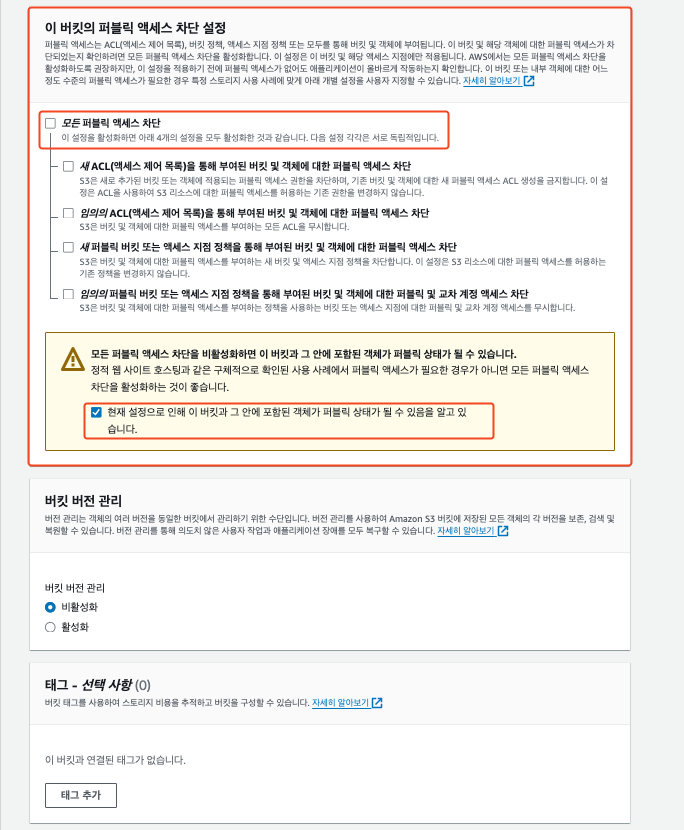 이 버킷의 퍼블릭 액세스 차단 설정
퍼블릭 액세스는 ACL(액세스 제어 목록), 버킷 정책, 액세스 지점 정책 또는 모두를 통해 버킷 및 객체에 부여됩니다. 이 버킷 및 해당 객체에 대한 퍼블릭 액세스가 차
단되었는지 확인하려면 모든 퍼블릭 액세스 차단을 활성화합니다. 이 설정은 이 버킷 및 해당 액세스 지점에만 적용됩니다. AWS에서는 모든 퍼블릭 액세스 차단을
활성화하도록 권장하지만, 이 설정을 적용하기 전에 퍼블릭 액세스가 없어도 애플리케이션이 올바르게 작동하는지 확인합니다. 이 버킷 또는 내부 객체에 대한 어느
정도 수준의 퍼블릭 액세스가 필요한 경우 특정 스토리지 사용 사례에 맞게 아래 개별 설정을 사용자 지정할 수 있습니다. 자세히 알아보기
모든 퍼블릭 액세스 차단
이 설정을 활성화하면 아래 4개의 설정을 모두 활성화한 것과 같습니다. 다음 설정 각각은 서로 독립적입니다.
새 ACL(액세스 제어 목록)을 통해 부여된 버킷 및 객체에 대한 퍼블릭 액세스 차단
S3은 새로 추가된 버킷 또는 객체에 적용되는 퍼블릭 액세스 권한을 차단하며, 기존 버킷 및 객체에 대한 새 퍼블릭 액세스 ACL 생성을 금지합니다. 이 설
정은 ACL을 사용하여 S3 리소스에 대한 퍼블릭 액세스를 허용하는 기존 권한을 변경하지 않습니다.
임의의 ACL(액세스 제어 목록)을 통해 부여된 버킷 및 객체에 대한 퍼블릭 액세스 차단
S3은 버킷 및 객체에 대한 퍼블릭 액세스를 부여하는 모든 ACL을 무시합니다.
새 퍼블릭 버킷 또는 액세스 지점 정책을 통해 부여된 버킷 및 객체에 대한 퍼블릭 액세스 차단
S3은 버킷 및 객체에 대한 퍼블릭 액세스를 부여하는 새 버킷 및 액세스 지점 정책을 차단합니다. 이 설정은 S3 리소스에 대한 퍼블릭 액세스를 허용하는
기존 정책을 변경하지 않습니다.
임의의 퍼블릭 버킷 또는 액세스 지점 정책을 통해 부여된 버킷 및 객체에 대한 퍼블릭 및 교차 계정 액세스 차단
S3은 버킷 및 객체에 대한 퍼블릭 액세스를 부여하는 정책을 사용하는 버킷 또는 액세스 지점에 대한 퍼블릭 및 교차 계정 액세스를 무시합니다.
모든 퍼블릭 액세스 차단을 비활성화하면 이 버킷과 그 안에 포함된 객체가 퍼블릭 상태가 될 수 있습니다.
정적 웹 사이트 호스팅과 같은 구체적으로 확인된 사용 사례에서 퍼블릭 액세스가 필요한 경우가 아니면 모든 퍼블릭 액세스
차단을 활성화하는 것이 좋습니다.
현재 설정으로 인해 이 버킷과 그 안에 포함된 객체가 퍼블릭 상태가 될 수 있음을 알고 있
습니다.
버킷 버전 관리
버전 관리는 객체의 여러 버전을 동일한 버킷에서 관리하기 위한 수단입니다. 버전 관리를 사용하여 Amazon S3 버킷에 저장된 모든 객체의 각 버전을 보존, 검색 및
복원할 수 있습니다. 버전 관리를 통해 의도치 않은 사용자 작업과 애플리케이션 장애를 모두 복구할 수 있습니다. 자세히 알아보기
버킷 버전 관리
비활성화
활성화
태그 - 선택 사항 (0)
버킷 태그를 사용하여 스토리지 비용을 추적하고 버킷을 구성할 수 있습니다. 자세히 알아보기
이 버킷과 연결된 태그가 없습니다.
태그 추가